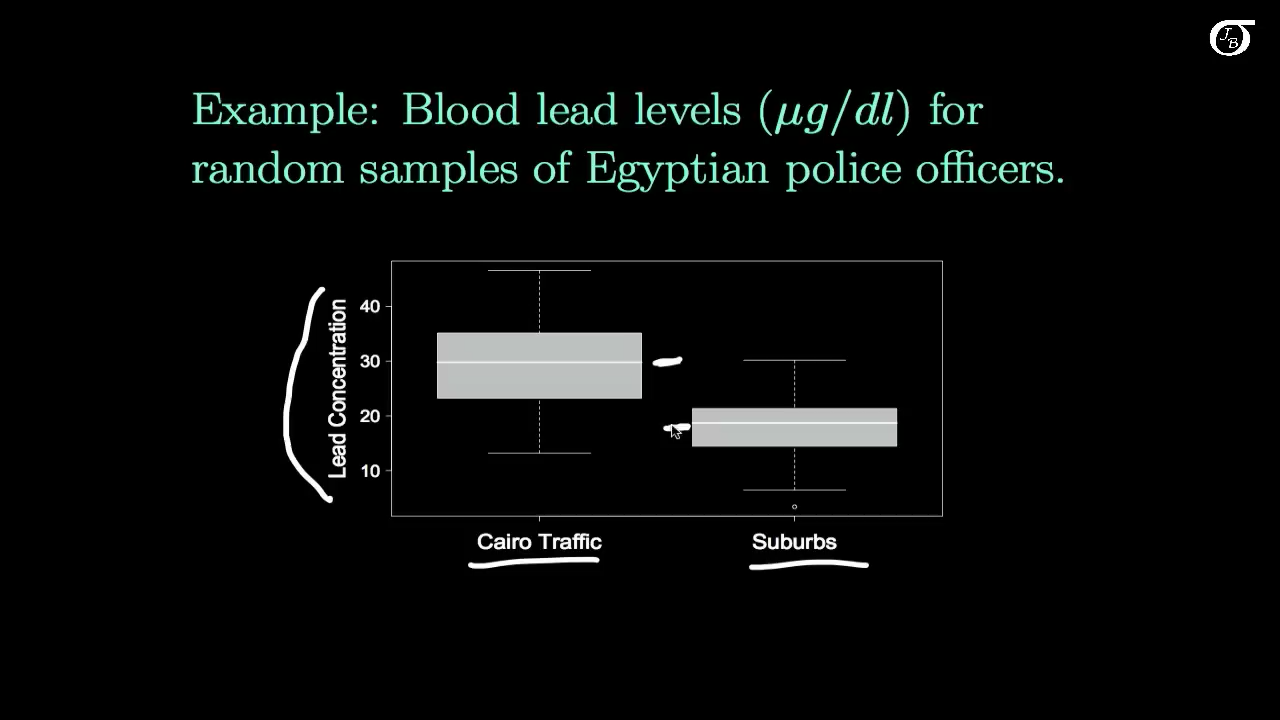 JB
Example: Blood lead levels (μg/dl) for
random samples of Egyptian police officers.
Lead Concentration
40
30
20
10
Cairo Traffic
Suburbs